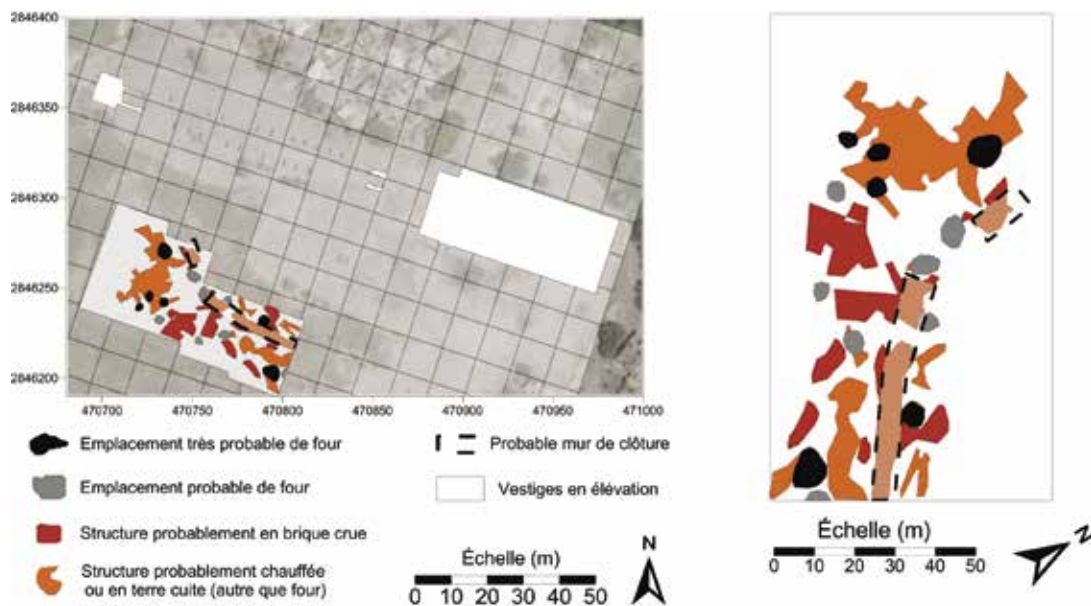 2846400
2846350
2846300
2846250
2846200
470700 470750 470800 470850 470900 470950 471000
Emplacement très probable de four
Emplacement probable de four
Structure probablement en brique crue
Structure probablement chauffée
ou en terre cuite (autre que four)
Probable mur de clôture
Vestiges en élévation
Échelle (m)
0 10 20 30 40 50
N
Échelle (m)
0 10 20 30 40 50
N